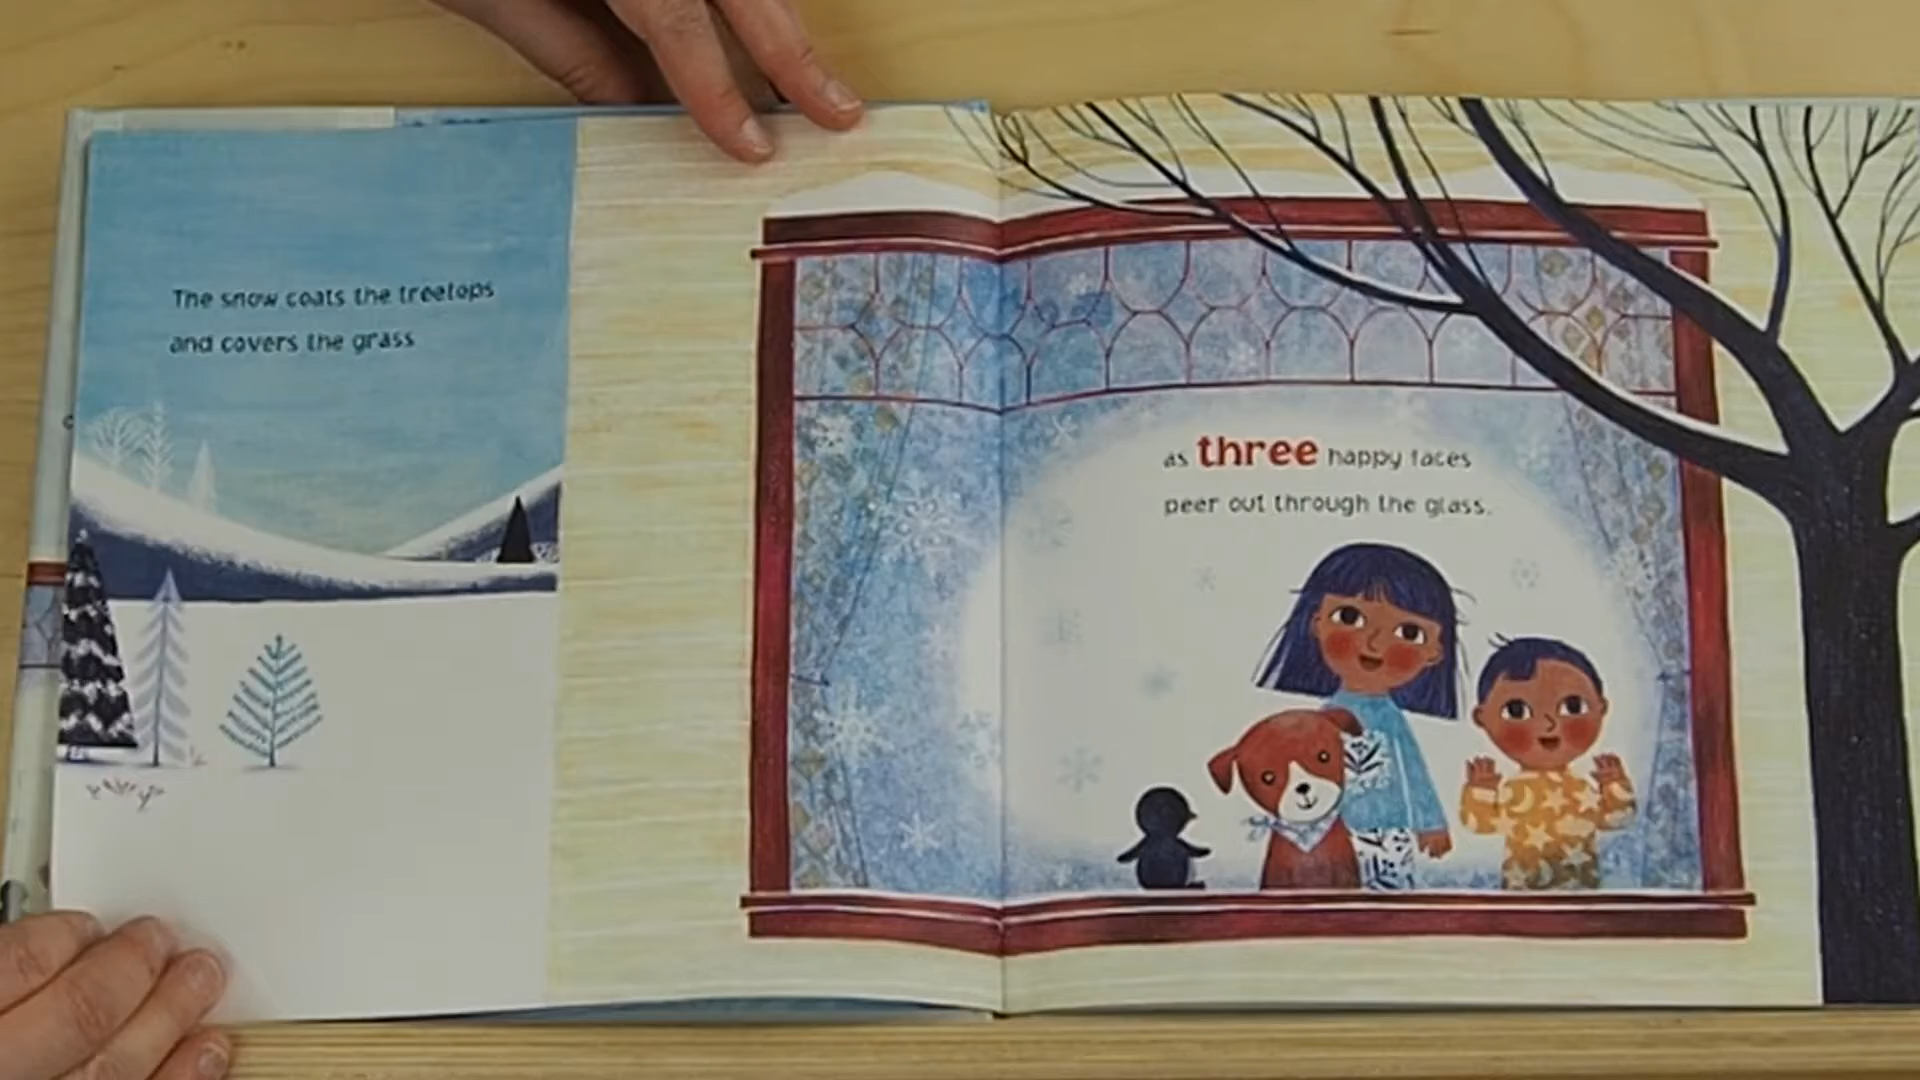 The snow coats the treetops
and covers the grass
as three happy faces
peer out through the glass.